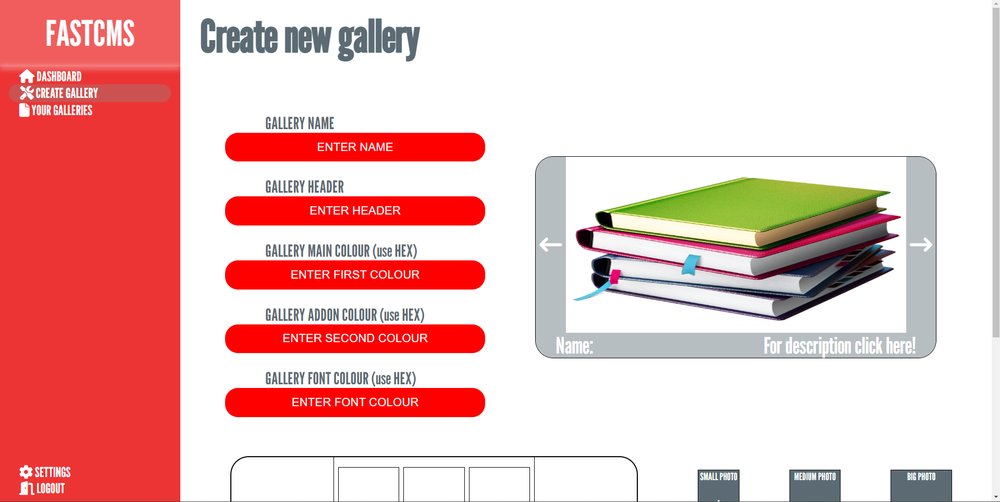 FASTCMS
DASHBOARD
CREATE GALLERY
YOUR GALLERIES
SETTINGS
LOGOUT
Create new gallery
GALLERY NAME
ENTER NAME
GALLERY HEADER
ENTER HEADER
GALLERY MAIN COLOUR (use HEX)
ENTER FIRST COLOUR
GALLERY ADDON COLOUR (use HEX)
ENTER SECOND COLOUR
GALLERY FONT COLOUR (use HEX)
ENTER FONT COLOUR
Name:
For description click here!
SMALL PHOTO
MEDIUM PHOTO
BIG PHOTO